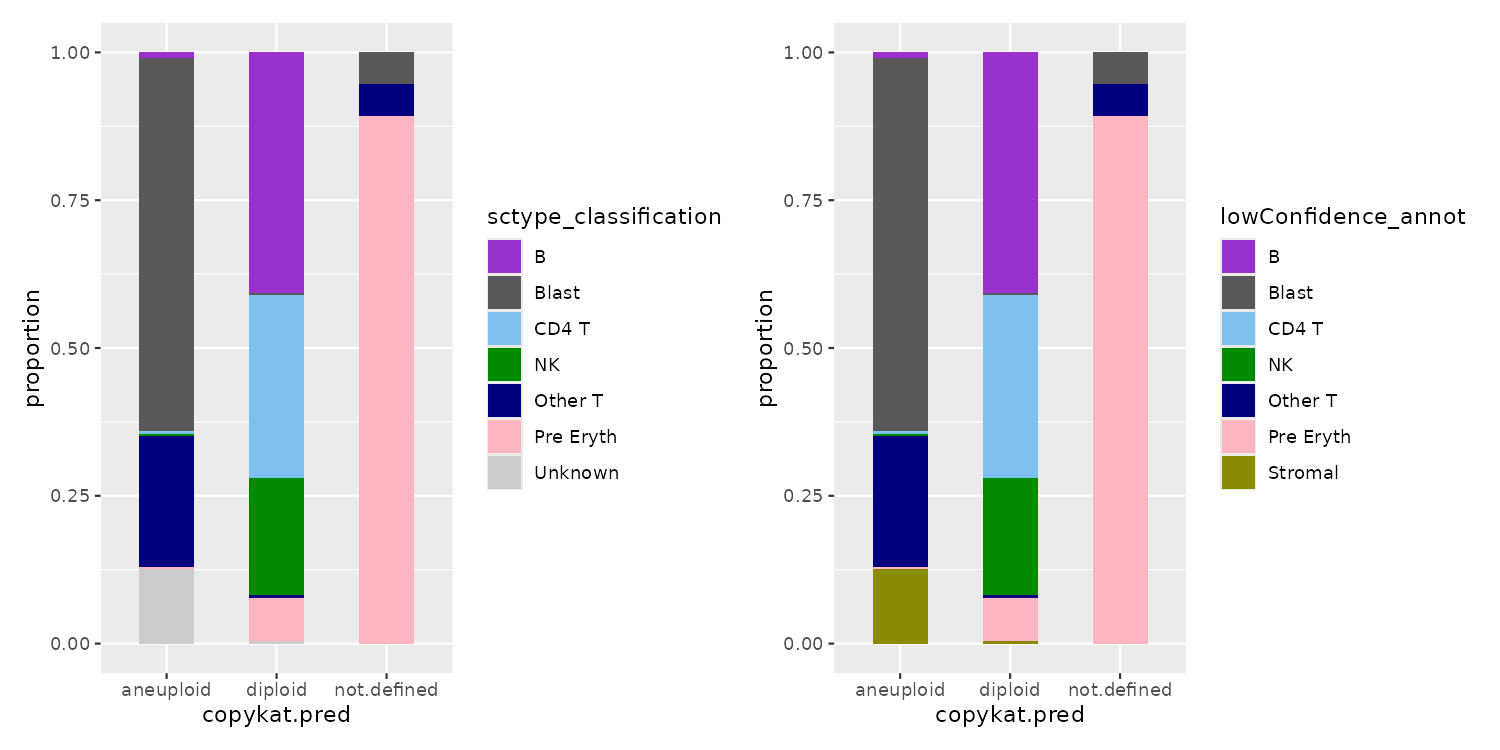 1.00
0.75
0.50
0.25
0.00
proportion
aneuploid
diploid
not.defined
copykat.pred
sctype_classification
B
Blast
CD4 T
NK
Other T
Pre Eryth
Unknown
1.00
0.75
0.50
0.25
0.00
proportion
aneuploid
diploid
not.defined
copykat.pred
lowConfidence_annot
B
Blast
CD4 T
NK
Other T
Pre Eryth
Stromal